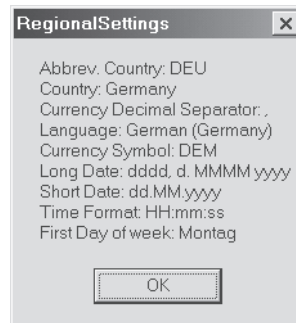 RegionalSettings
Abbrev. Country: DEU
Country: Germany
Currency Decimal Separator: ,
Language: German (Germany)
Currency Symbol: DEM
Long Date: dddd, d. MMMM yyyy
Short Date: dd.MM.yyyy
Time Format: HH:mm:ss
First Day of week: Montag
OK